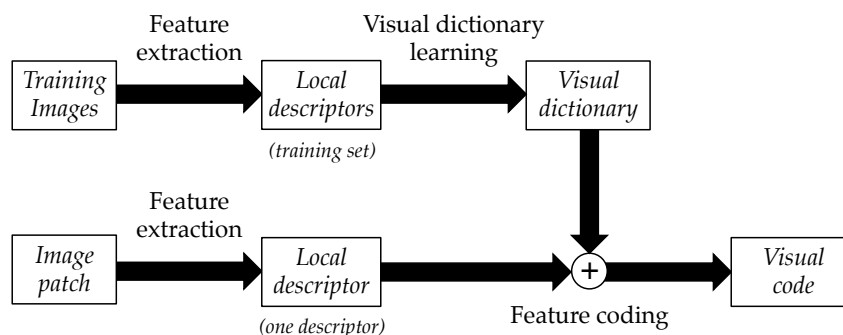 Feature
extraction
Visual dictionary
learning
Training
Images
Local
descriptors
Visual
dictionary
(training set)
Feature
extraction
Image
patch
Local
descriptor
+
Visual
code
(one descriptor)
Feature coding